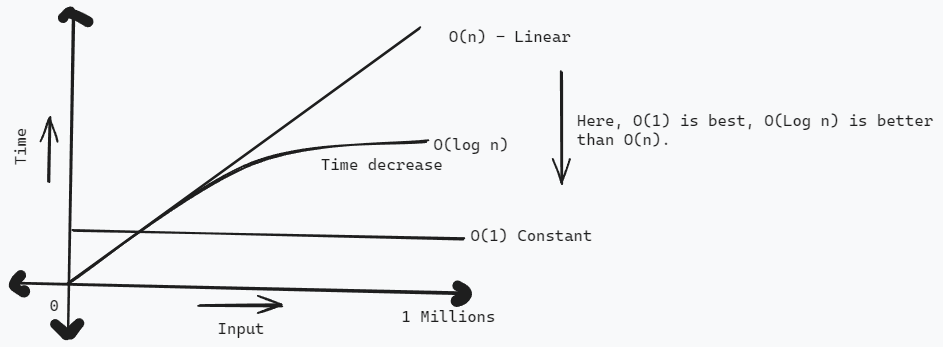 O(n) - Linear
Here, O(1) is best, O(Log n) is better
than O(n).
Time
O(log n)
Time decrease
O(1) Constant
0
Input
1 Millions